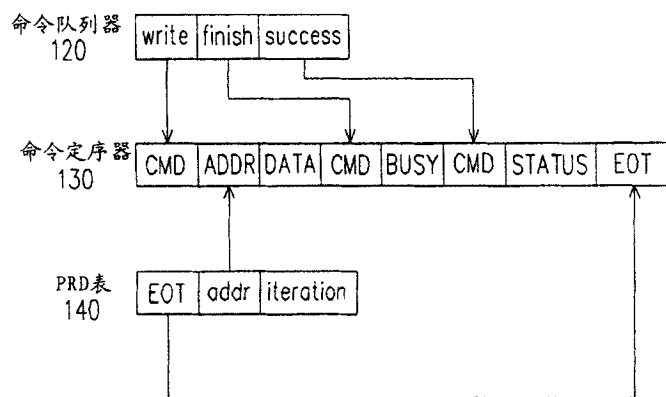 命令队列器
120
write finish success
命令定序器
130
CMD ADDR DATA CMD BUSY CMD STATUS EOT
PRD表
140
EOT addr iteration